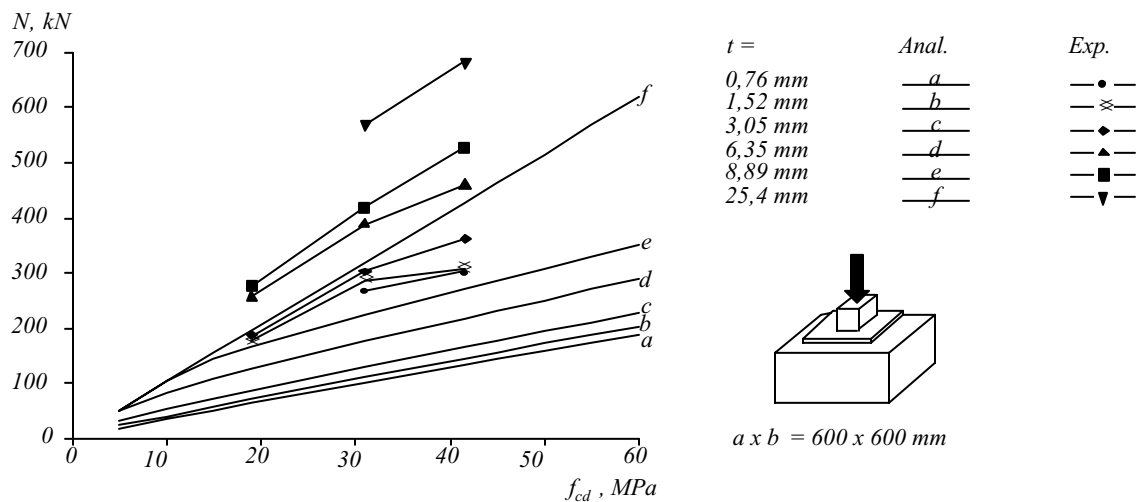 N, kN
700
600
500
400
300
200
100
0
f
e
d
c
b
a
0 10 20 30 40 50 60
f_cd , MPa
t = Anal. Exp.
0,76 mm a
1,52 mm b
3,05 mm c
6,35 mm d
8,89 mm e
25,4 mm f
a x b = 600 x 600 mm